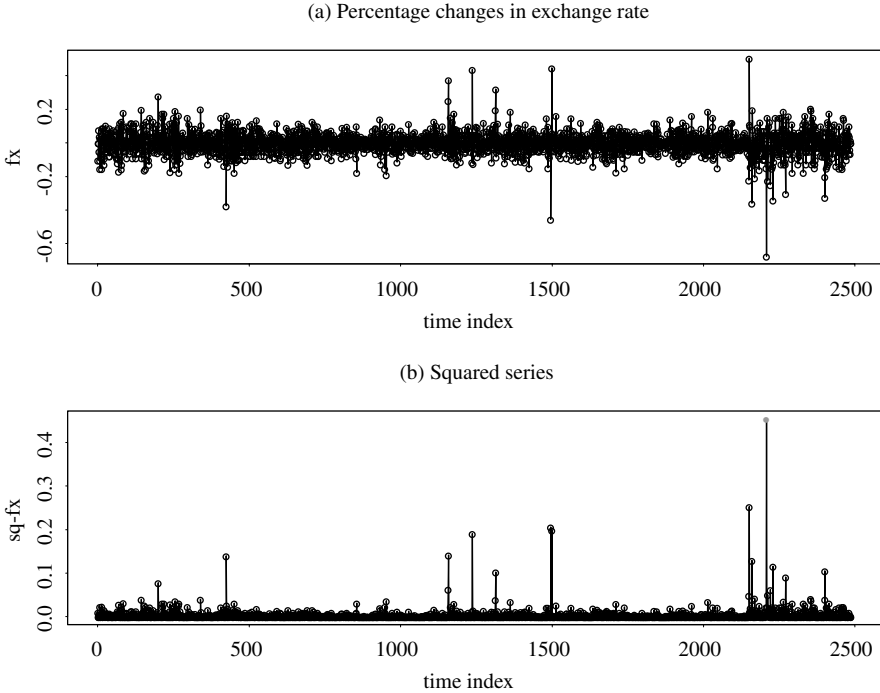 (a) Percentage changes in exchange rate
fx
0.2
-0.2
-0.6
0 500 1000 1500 2000 2500
time index
(b) Squared series
sq-fx
0.4
0.3
0.2
0.1
0.0
0 500 1000 1500 2000 2500
time index